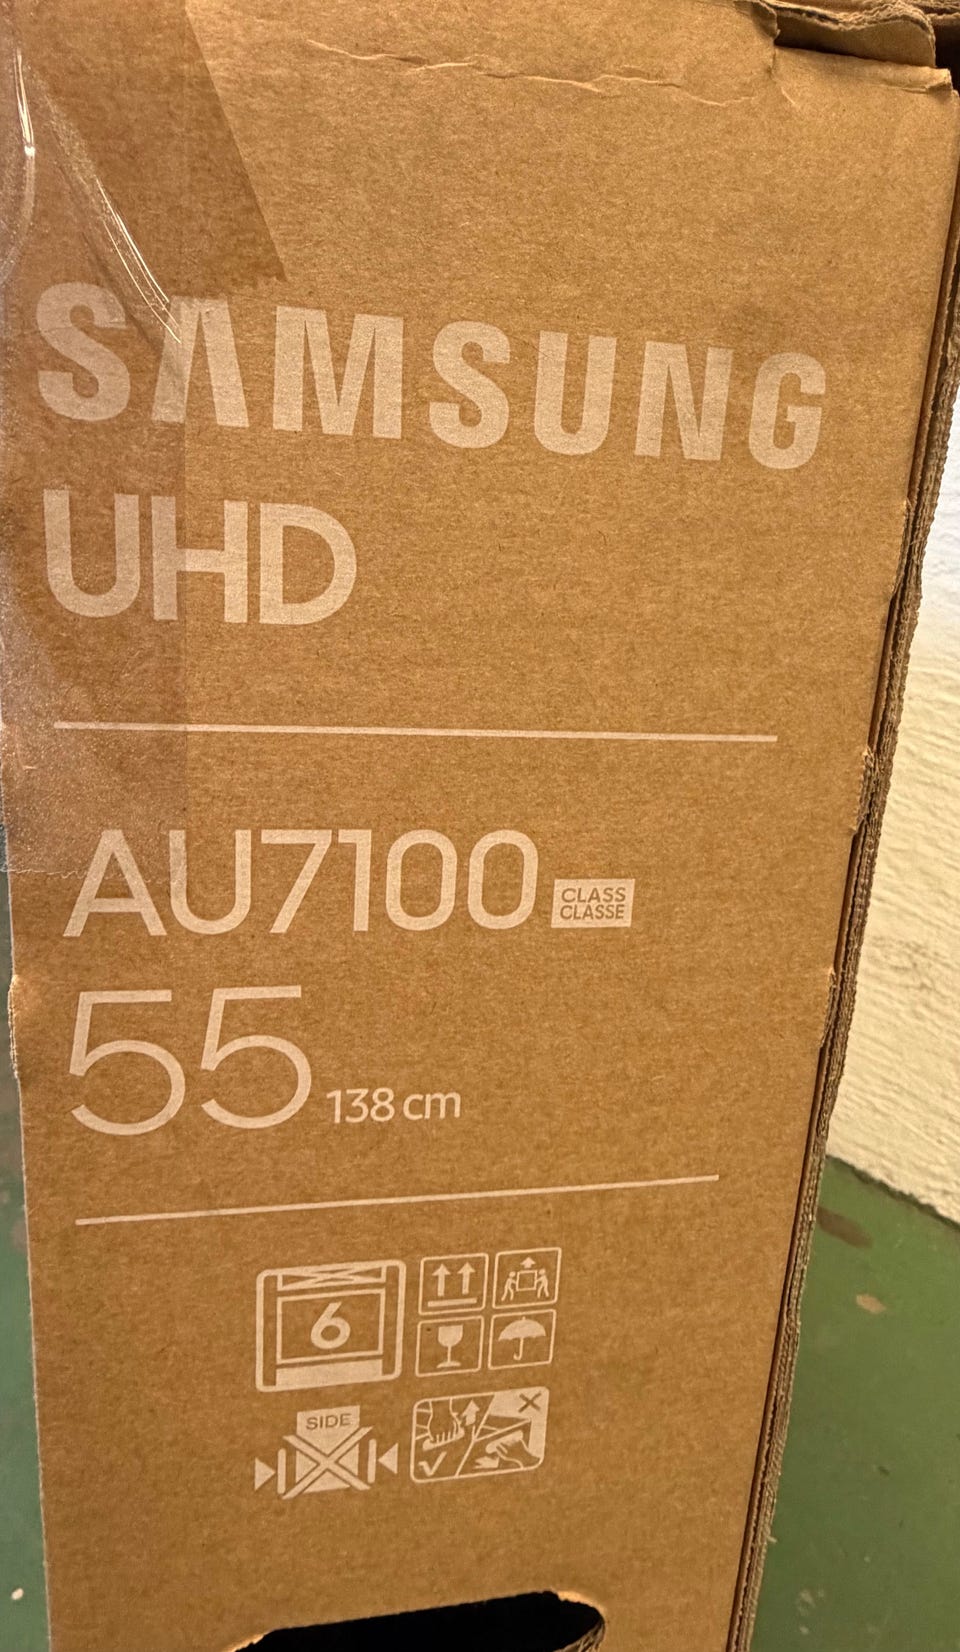 SAMSUNG
UHD
AU7100
CLASS
CLASSE
55
138 cm
6
SIDE